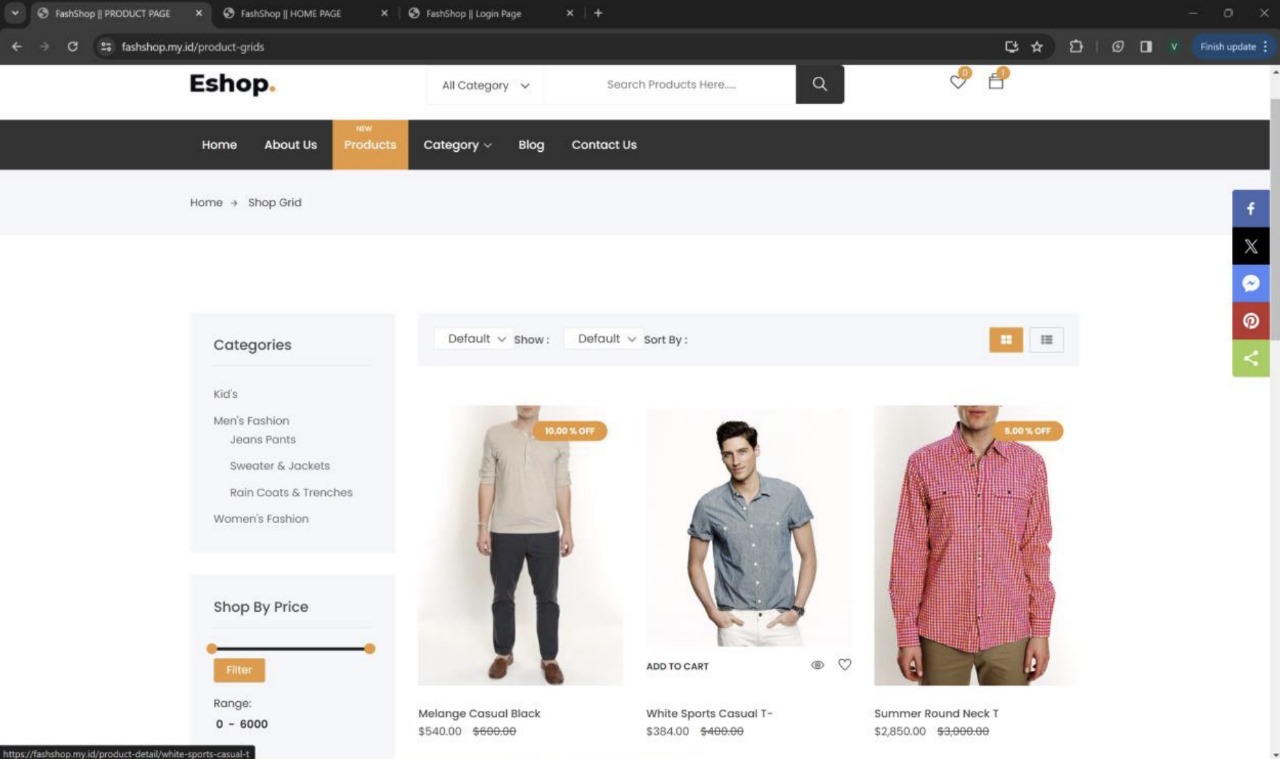 FashShop || PRODUCT PAGE
FashShop || HOME PAGE
FashShop || Login Page
fashshop.my.id/product-grids
V
Finish update
Eshop.
All Category
Search Products Here.....
0
1
Home
About Us
NEW
Products
Category
Blog
Contact Us
Home → Shop Grid
Categories
Kid's
Men's Fashion
Jeans Pants
Sweater & Jackets
Rain Coats & Trenches
Women's Fashion
Shop By Price
Filter
Range:
0 - 6000
Default Show : Default Sort By :
10.00 % OFF
5.00 % OFF
ADD TO CART
Melange Casual Black
$540.00 $600.00
White Sports Casual T-
$384.00 $400.00
Summer Round Neck T
$2,850.00 $3,000.00
https://fashshop.my.id/product-detail/white-sports-casual-t